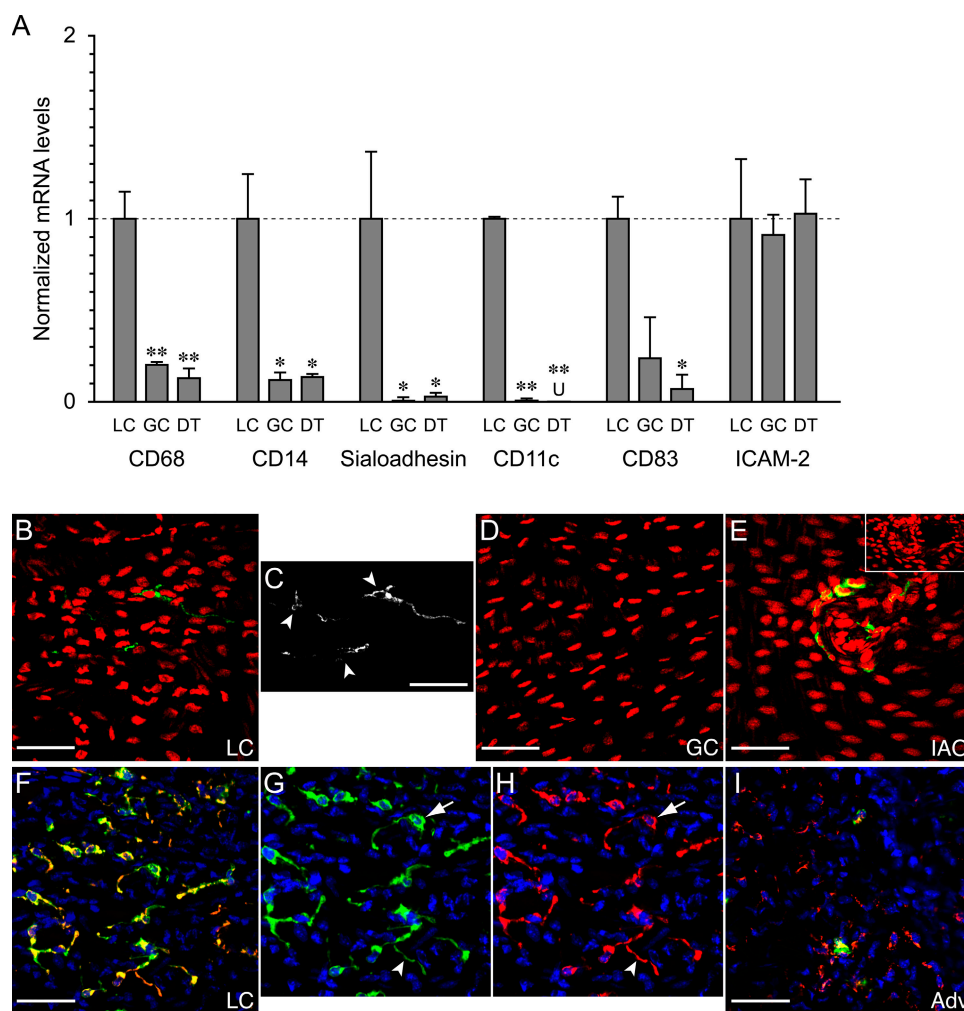 A
2
1
0
Normalized mRNA levels
** ** * * * * ** ** U *
LC GC DT LC GC DT LC GC DT LC GC DT LC GC DT LC GC DT
CD68 CD14 Sialoadhesin CD11c CD83 ICAM-2
B
LC
C
D
GC
E
IAC
F
LC
G
H
I
Adv